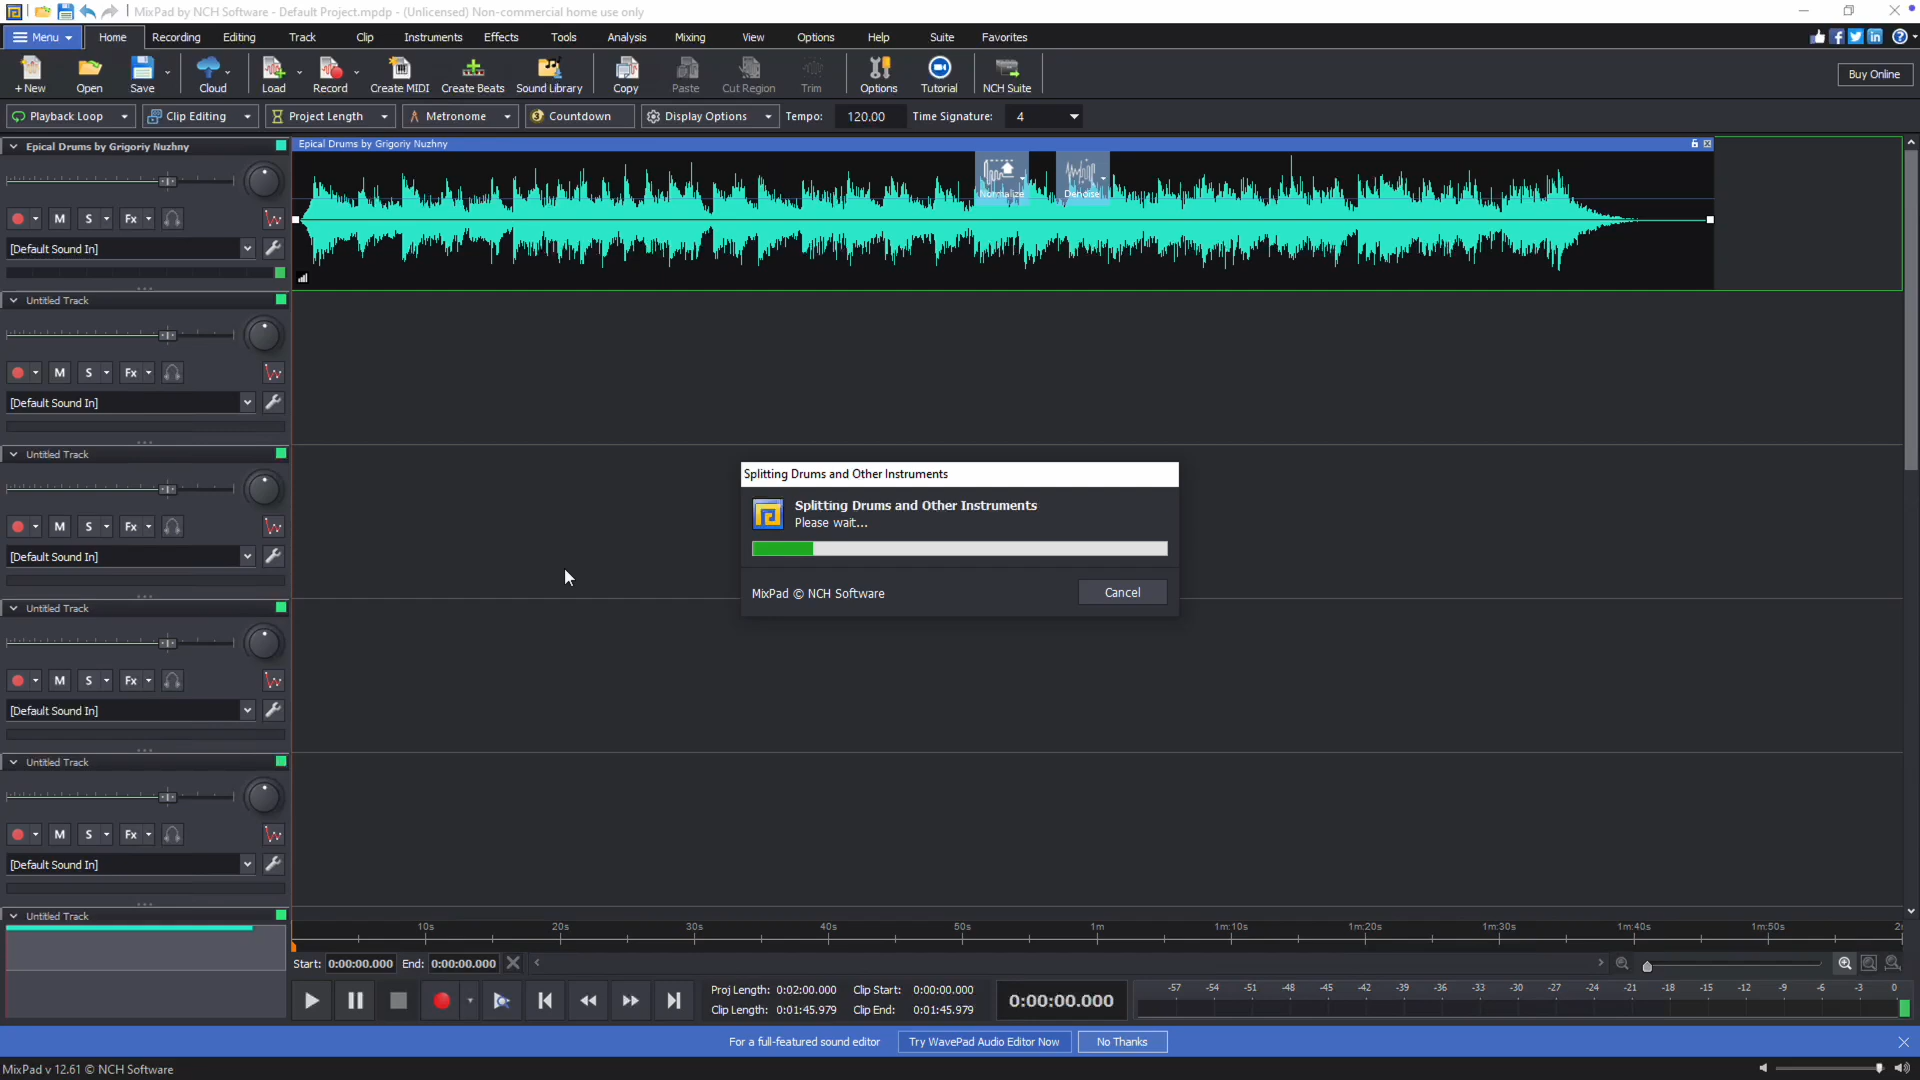 MixPad by NCH Software - Default Project.mpdp - (Unlicensed) Non-commercial home use only
Menu Home Recording Editing Track Clip Instruments Effects Tools Analysis Mixing View Options Help Suite Favorites
+ New Open Save Cloud Load Record Create MIDI Create Beats Sound Library Copy Paste Cut Region Trim Options Tutorial NCH Suite Buy Online
Playback Loop Clip Editing Project Length Metronome Countdown Display Options Tempo: 120.00 Time Signature: 4
Epical Drums by Grigoriy Nuzhny
Epical Drums by Grigoriy Nuzhny
Normalize Denoise
M S Fx
[Default Sound In]
Untitled Track
M S Fx
[Default Sound In]
Untitled Track
M S Fx
[Default Sound In]
Splitting Drums and Other Instruments
Splitting Drums and Other Instruments
Please wait...
MixPad © NCH Software Cancel
Untitled Track
M S Fx
[Default Sound In]
Untitled Track
M S Fx
[Default Sound In]
Untitled Track
10s 20s 30s 40s 50s 1m 1m:10s 1m:20s 1m:30s 1m:40s 1m:50s
Start: 0:00:00.000 End: 0:00:00.000
Proj Length: 0:02:00.000 Clip Start: 0:00:00.000
Clip Length: 0:01:45.979 Clip End: 0:01:45.979
0:00:00.000
-57 -54 -51 -48 -45 -42 -39 -36 -33 -30 -27 -24 -21 -18 -15 -12 -9 -6 -3 0
For a full-featured sound editor Try WavePad Audio Editor Now No Thanks
MixPad v 12.61 © NCH Software